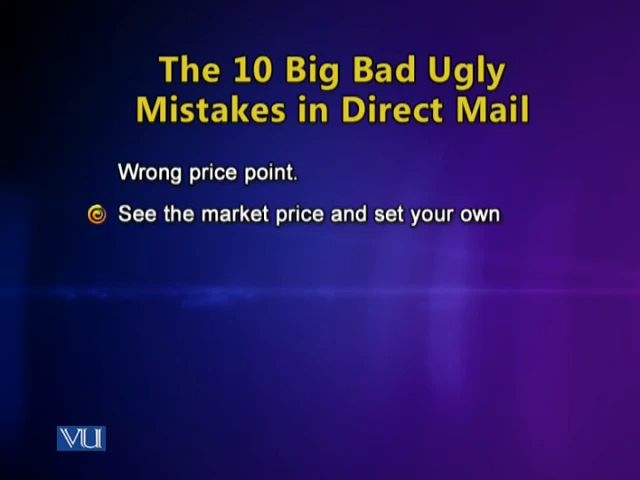 The 10 Big Bad Ugly
Mistakes in Direct Mail
Wrong price point.
See the market price and set your own
VU